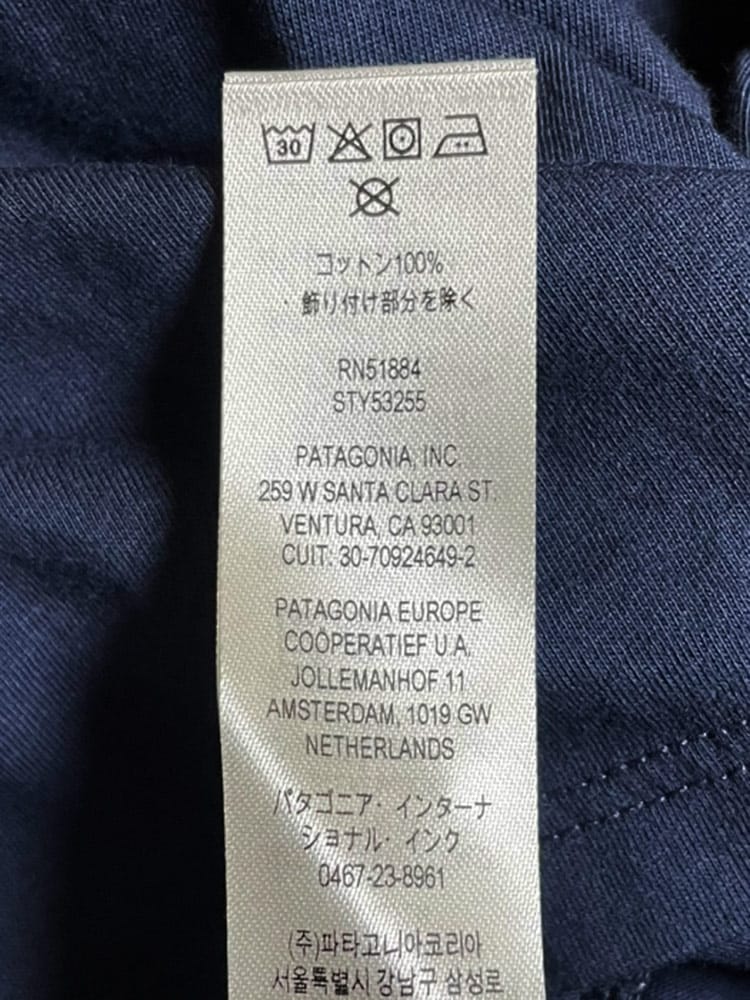 30
コットン100%
・飾り付け部分を除く
RN51884
STY53255
PATAGONIA, INC.
259 W SANTA CLARA ST.
VENTURA, CA 93001
CUIT: 30-70924649-2
PATAGONIA EUROPE
COÖPERATIEF U.A.
JOLLEMANHOF 11
AMSTERDAM, 1019 GW
NETHERLANDS
パタゴニア・インターナ
ショナル・インク
0467-23-8961
(주)파타고니아코리아
서울특별시 강남구 삼성로